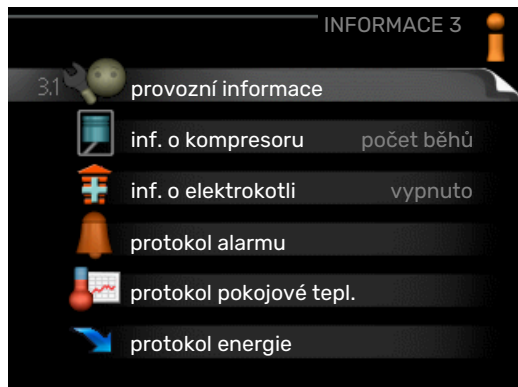 INFORMACE 3
3.1 provozní informace
inf. o kompresoru počet běhů
inf. o elektrokotli vypnuto
protokol alarmu
protokol pokojové tepl.
protokol energie